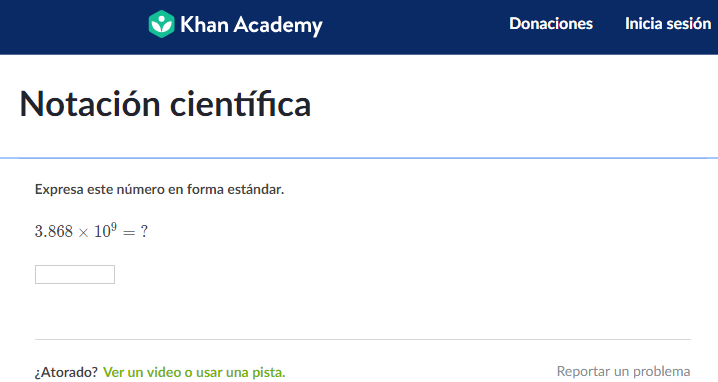 Khan Academy
Donaciones
Inicia sesión
Notación científica
Expresa este número en forma estándar.
3.868 × 10⁹ = ?
¿Atorado? Ver un video o usar una pista.
Reportar un problema